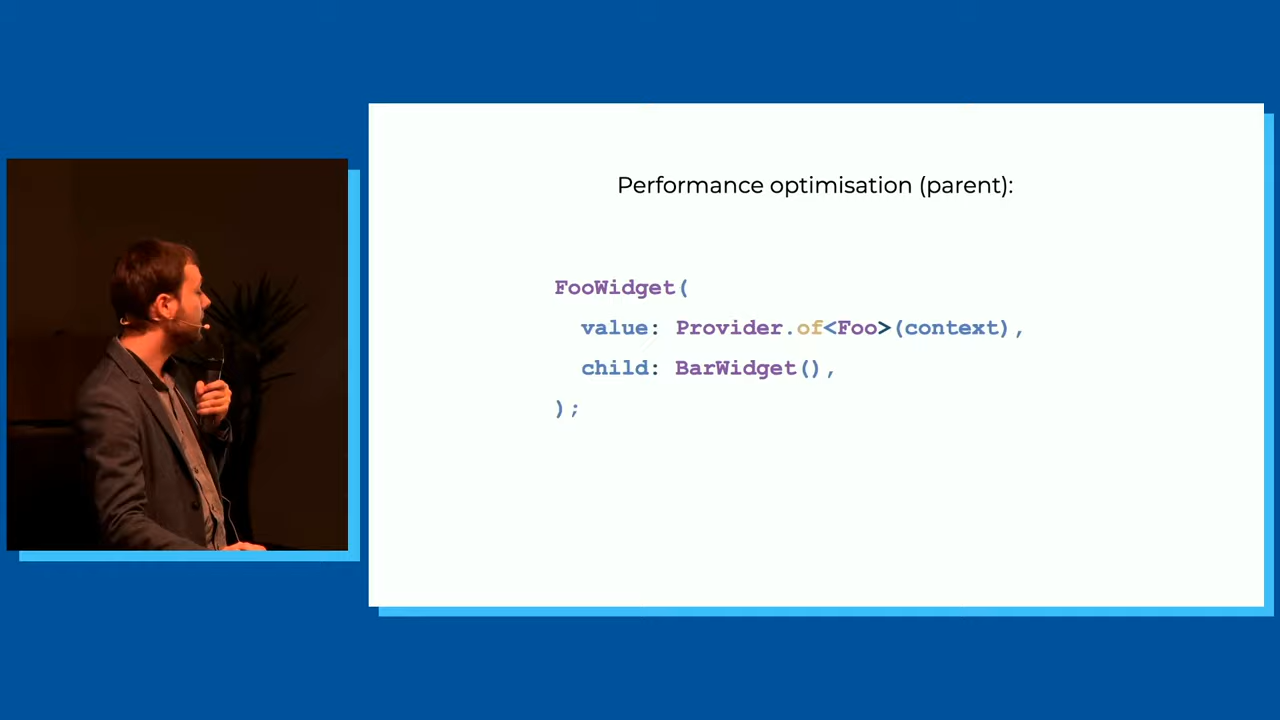 Performance optimisation (parent):
FooWidget(
  value: Provider.of<Foo>(context),
  child: BarWidget(),
);